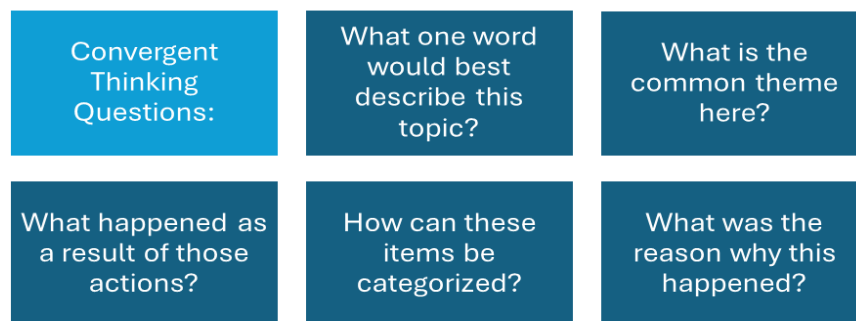 Convergent
Thinking
Questions:
What one word
would best
describe this
topic?
What is the
common theme
here?
What happened as
a result of those
actions?
How can these
items be
categorized?
What was the
reason why this
happened?